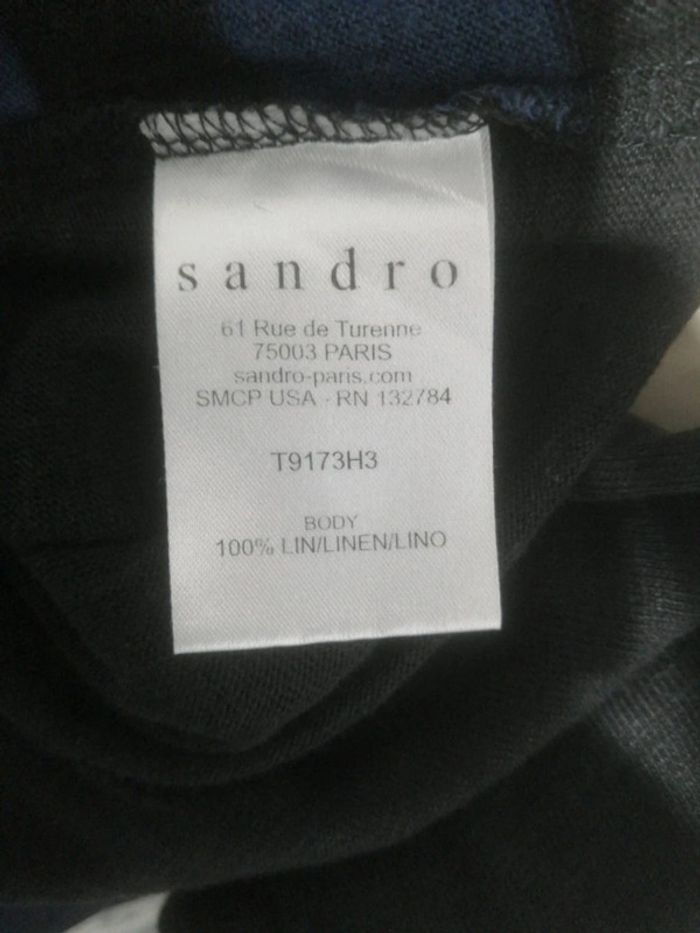 sandro
61 Rue de Turenne
75003 PARIS
sandro-paris.com
SMCP USA - RN 132784
T9173H3
BODY
100% LIN/LINEN/LINO